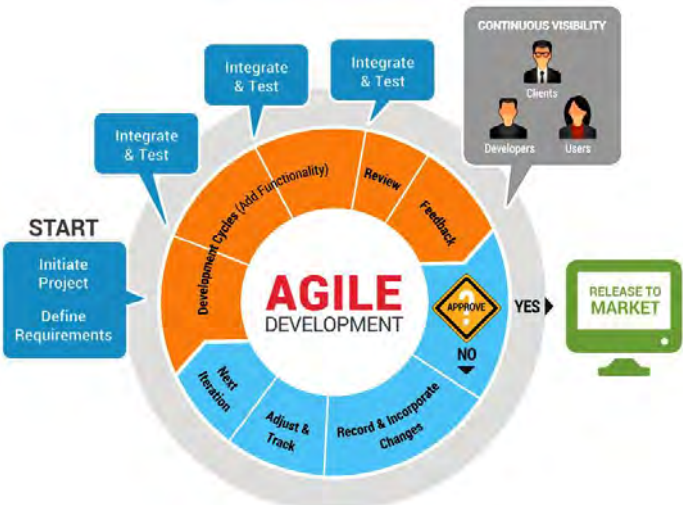 START
Initiate
Project
Define
Requirements
Integrate
& Test
Integrate
& Test
Integrate
& Test
CONTINUOUS VISIBILITY
Clients
Developers
Users
Development Cycles (Add Functionality)
Review
Feedback
APPROVE
?
YES
NO
RELEASE TO
MARKET
Record & Incorporate
Changes
Adjust &
Track
Next
Iteration
AGILE
DEVELOPMENT